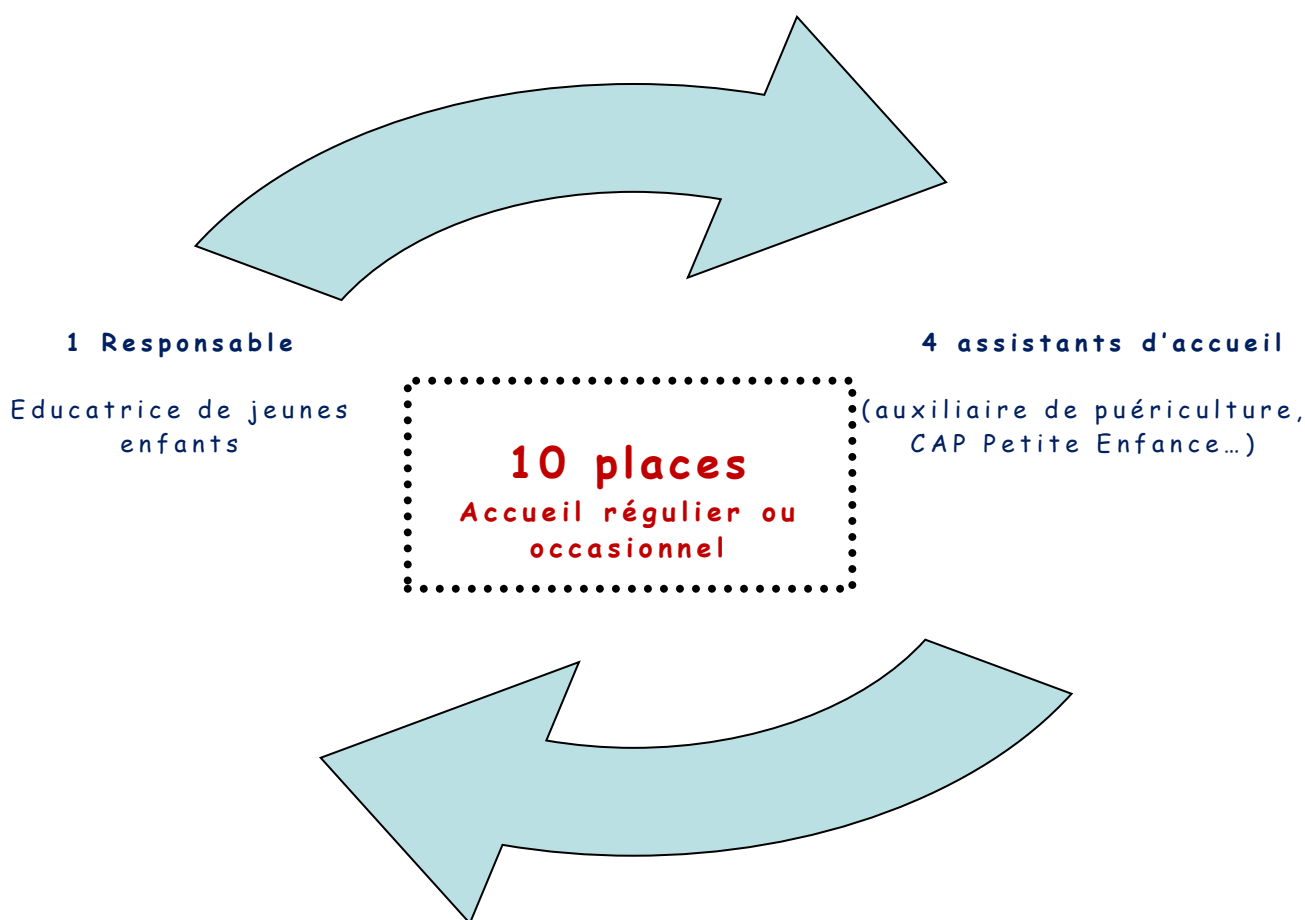 1 Responsable
Educatrice de jeunes
enfants
10 places
Accueil régulier ou
occasionnel
4 assistants d'accueil
(auxiliaire de puériculture,
CAP Petite Enfance…)